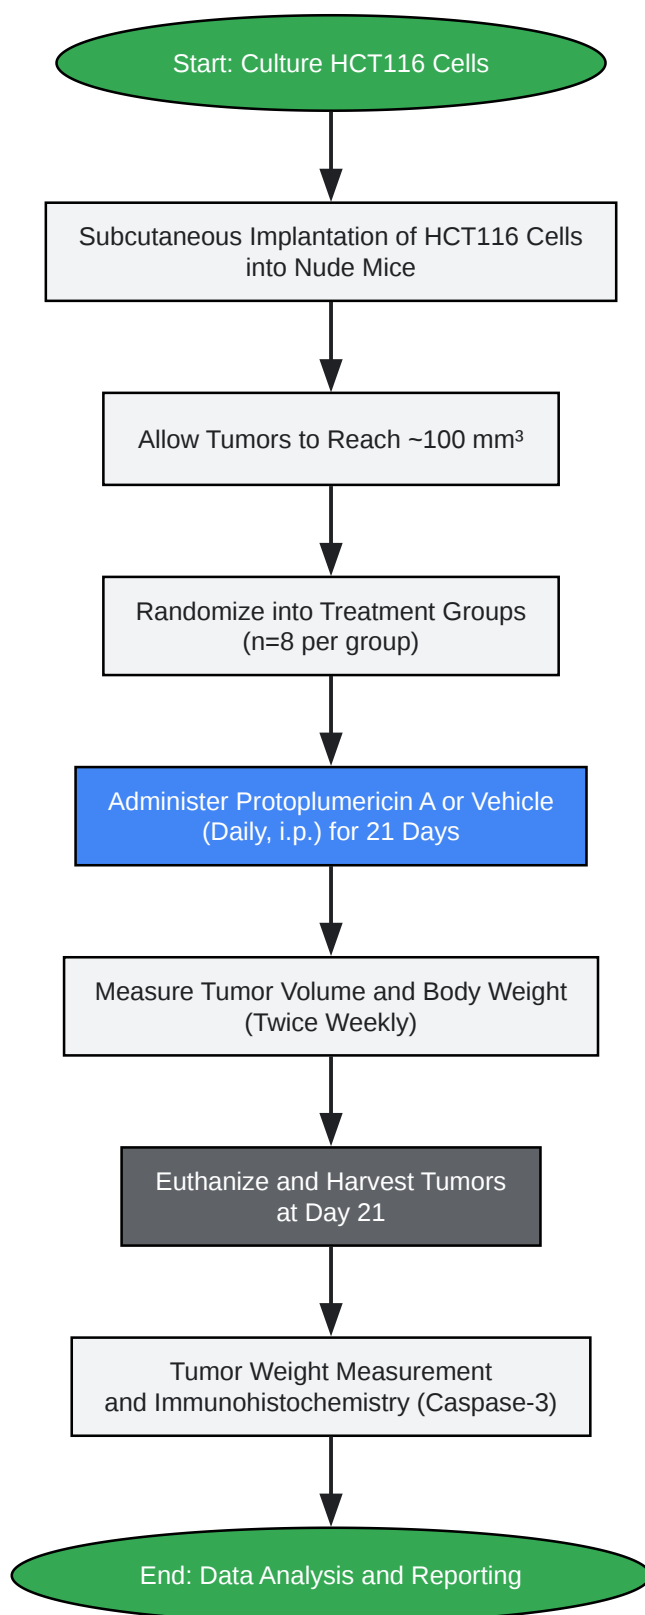 Start: Culture HCT116 Cells
Subcutaneous Implantation of HCT116 Cells
into Nude Mice
Allow Tumors to Reach ~100 mm³
Randomize into Treatment Groups
(n=8 per group)
Administer Protoplumericin A or Vehicle
(Daily, i.p.) for 21 Days
Measure Tumor Volume and Body Weight
(Twice Weekly)
Euthanize and Harvest Tumors
at Day 21
Tumor Weight Measurement
and Immunohistochemistry (Caspase-3)
End: Data Analysis and Reporting